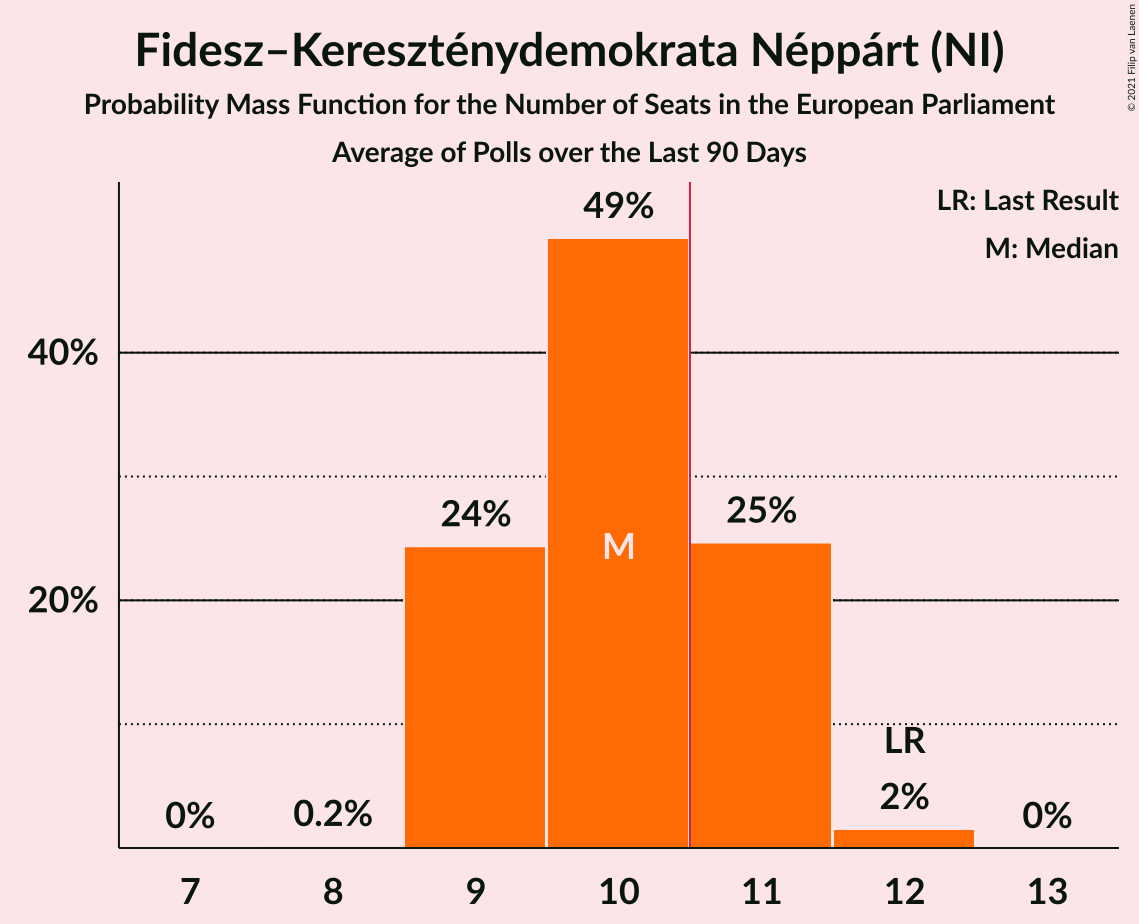 Fidesz–Kereszténydemokrata Néppárt (NI)
Probability Mass Function for the Number of Seats in the European Parliament
Average of Polls over the Last 90 Days
© 2021 Filip van Laenen
LR: Last Result
M: Median
49%
40%
24%
25%
M
20%
LR
0%
0.2%
2%
0%
7 8 9 10 11 12 13